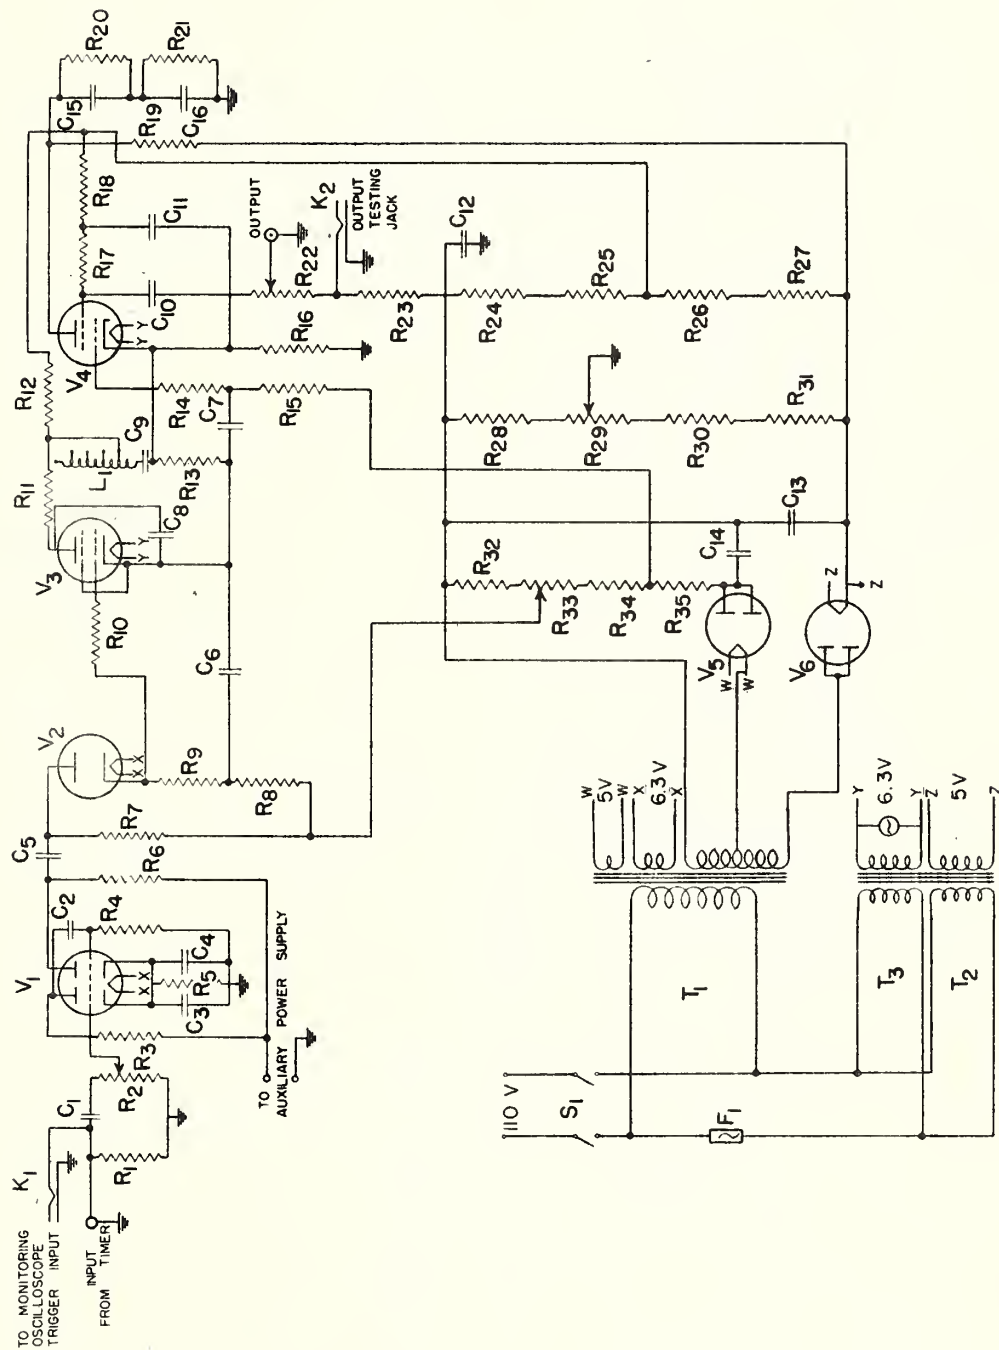 TO MONITORING
OSCILLOSCOPE
TRIGGER INPUT
K1
INPUT
FROM TIMER
C1
R1
R2
R3
V1
C2
R4
X X
C3
R5
C4
TO
AUXILIARY POWER SUPPLY
C5
R6
R7
V2
X X
R9
R8
C6
R10
V3
Y Y
C8
R11
L1
R12
C9
R13
C7
R14
R15
V4
Y Y
R16
C10
R17
R18
C11
R19
C15
C16
R20
R21
OUTPUT
R22
K2
OUTPUT
TESTING
JACK
R23
C12
R24
R25
R26
R27
R28
R29
R30
R31
R32
R33
R34
R35
C14
C13
V5
W W
V6
Z
Z
W
5V
W
X
6.3V
X
Y
6.3V
Y
Z
5V
Z
T1
T3
T2
110 V
S1
F1